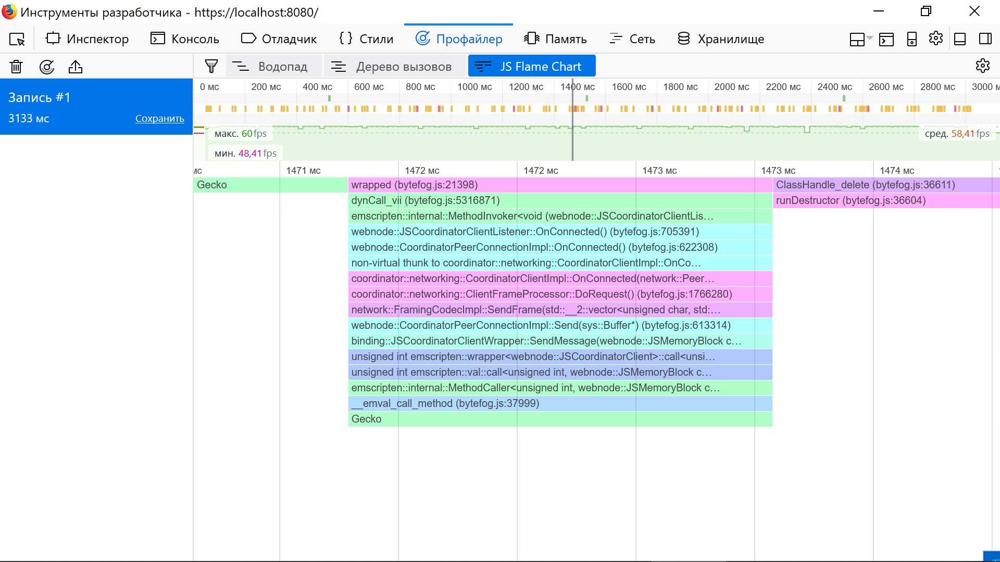 Инструменты разработчика - https://localhost:8080/
Инспектор Консоль Отладчик Стили Профайлер Память Сеть Хранилище
Водопад Дерево вызовов JS Flame Chart
Запись #1
3133 мс Сохранить
0 мс 200 мс 400 мс 600 мс 800 мс 1000 мс 1200 мс 1400 мс 1600 мс 1800 мс 2000 мс 2200 мс 2400 мс 2600 мс 2800 мс 3000 м
макс. 60 fps
сред. 58,41 fps
мин. 48,41 fps
мс 1471 мс 1472 мс 1472 мс 1473 мс 1473 мс 1474 мс
Gecko wrapped (bytefog.js:21398) ClassHandle_delete (bytefog.js:36611)
dynCall_vii (bytefog.js:5316871) runDestructor (bytefog.js:36604)
emscripten::internal::MethodInvoker<void (webnode::JSCoordinatorClientLis…
webnode::JSCoordinatorClientListener::OnConnected() (bytefog.js:705391)
webnode::CoordinatorPeerConnectionImpl::OnConnected() (bytefog.js:622308)
non-virtual thunk to coordinator::networking::CoordinatorClientImpl::OnCo…
coordinator::networking::CoordinatorClientImpl::OnConnected(network::Peer…
coordinator::networking::ClientFrameProcessor::DoRequest() (bytefog.js:1766280)
network::FramingCodecImpl::SendFrame(std::__2::vector<unsigned char, std:…
webnode::CoordinatorPeerConnectionImpl::Send(sys::Buffer*) (bytefog.js:613314)
binding::JSCoordinatorClientWrapper::SendMessage(webnode::JSMemoryBlock c…
unsigned int emscripten::wrapper<webnode::JSCoordinatorClient>::call<unsi…
unsigned int emscripten::val::call<unsigned int, webnode::JSMemoryBlock c…
emscripten::internal::MethodCaller<unsigned int, webnode::JSMemoryBlock c…
__emval_call_method (bytefog.js:37999)
Gecko